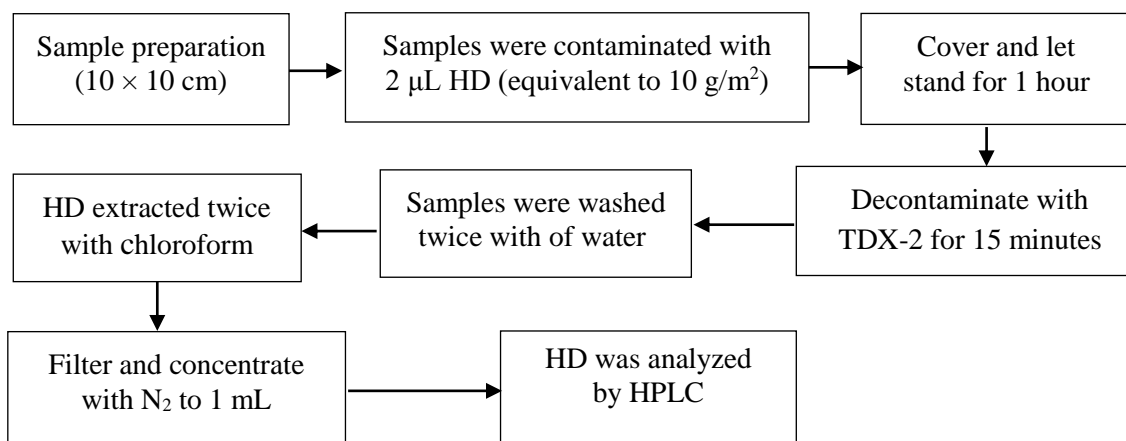 Sample preparation
(10 × 10 cm)
Samples were contaminated with
2 μL HD (equivalent to 10 g/m²)
Cover and let
stand for 1 hour
Decontaminate with
TDX-2 for 15 minutes
Samples were washed
twice with of water
HD extracted twice
with chloroform
Filter and concentrate
with N₂ to 1 mL
HD was analyzed
by HPLC